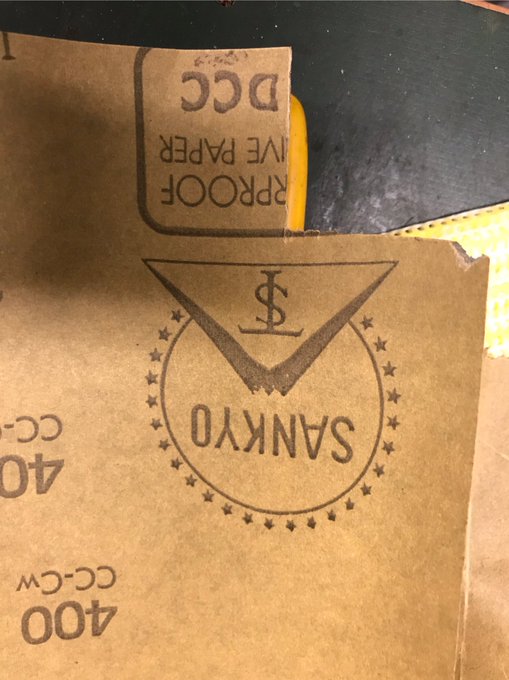 400
CC-Cw
40
CC-C
SANKYO
RPROOF
IVE PAPER
DCC